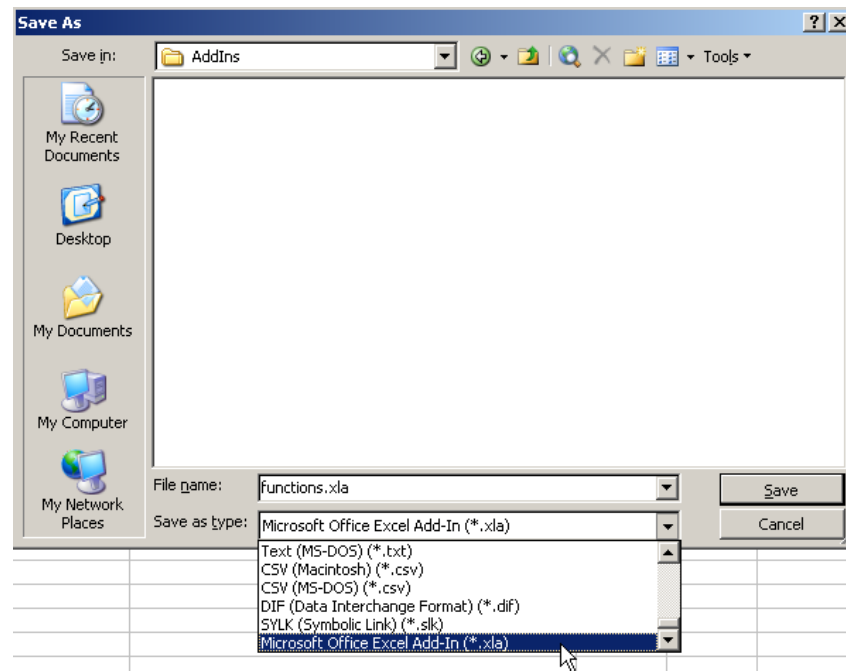 Save As
Save in:
AddIns
Tools
My Recent
Documents
Desktop
My Documents
My Computer
My Network
Places
File name:
functions.xla
Save
Save as type:
Microsoft Office Excel Add-In (*.xla)
Cancel
Text (MS-DOS) (*.txt)
CSV (Macintosh) (*.csv)
CSV (MS-DOS) (*.csv)
DIF (Data Interchange Format) (*.dif)
SYLK (Symbolic Link) (*.slk)
Microsoft Office Excel Add-In (*.xla)